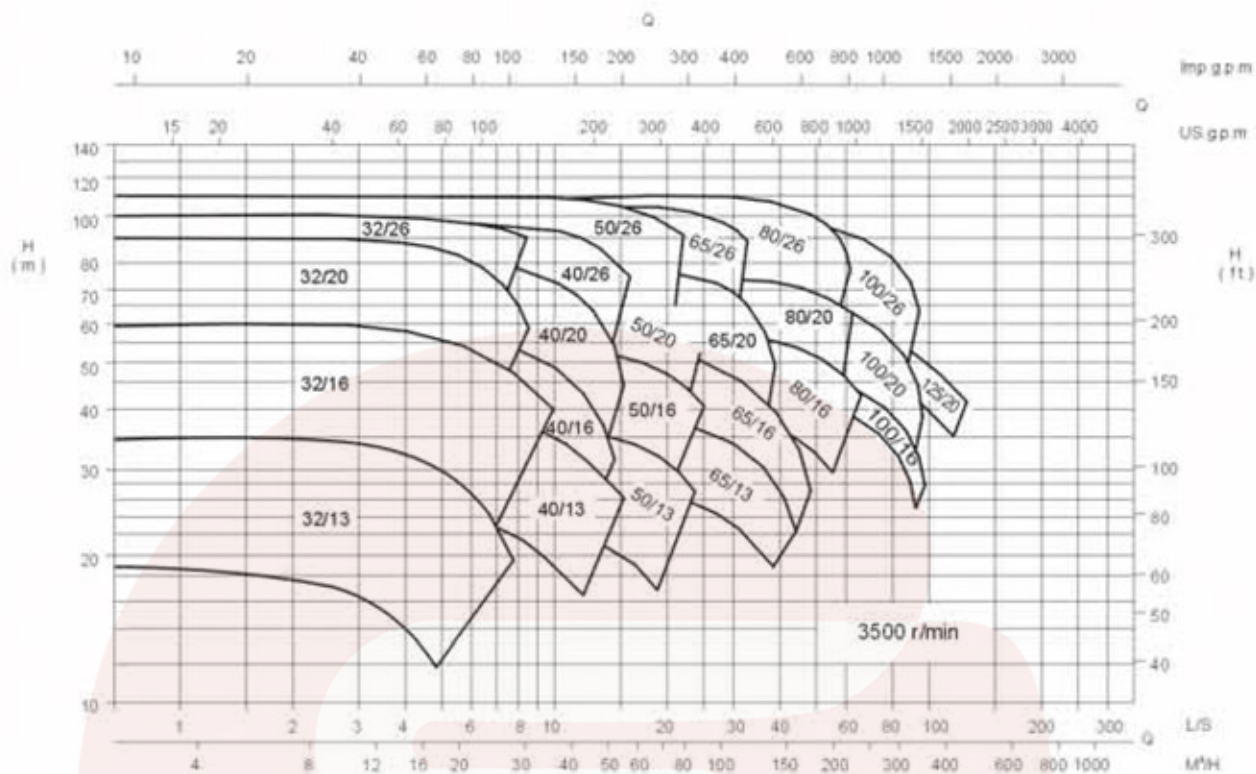 Q
10 20 40 60 80 100 150 200 300 400 600 800 1000 1500 2000 3000 Imp g.p.m
Q
15 20 40 60 80 100 200 300 400 600 800 1000 1500 2000 2500 3000 4000 US g.p.m
140
120
100
80
70
60
50
40
30
20
10
H
(m)
300
200
150
100
80
60
50
40
H
(ft)
32/26 50/26 65/26 80/26
32/20 40/26 100/26
40/20 50/20 65/20 80/20
32/16 50/16 65/16 80/16 100/20 125/20
40/16 100/16
32/13 40/13 50/13 65/13
3500 r/min
1 2 3 4 6 8 10 20 30 40 60 80 100 200 300 L/S
Q
4 8 12 16 20 30 40 50 60 80 100 150 200 300 400 600 800 1000 M³/H